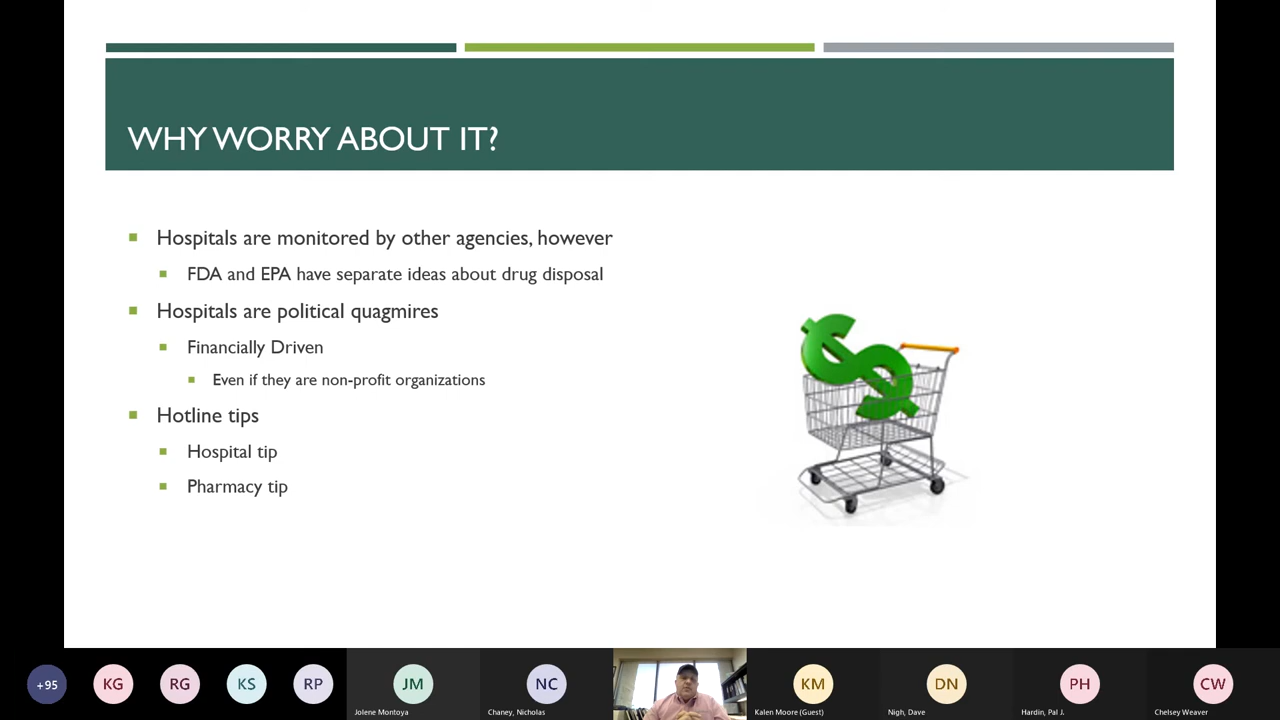 WHY WORRY ABOUT IT?
Hospitals are monitored by other agencies, however
FDA and EPA have separate ideas about drug disposal
Hospitals are political quagmires
Financially Driven
Even if they are non-profit organizations
Hotline tips
Hospital tip
Pharmacy tip
+95
KG
RG
KS
RP
JM
Jolene Montoya
NC
Chaney, Nicholas
KM
Kalen Moore (Guest)
DN
Nigh, Dave
PH
Hardin, Pal J.
CW
Chelsey Weaver